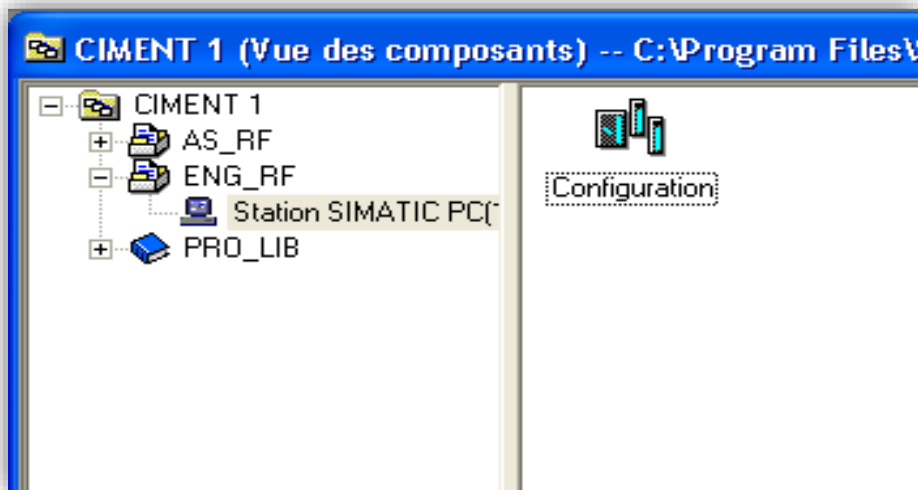 CIMENT 1 (Vue des composants) -- C:\Program Files\
CIMENT 1
AS_RF
ENG_RF
Station SIMATIC PC(
PRO_LIB
Configuration